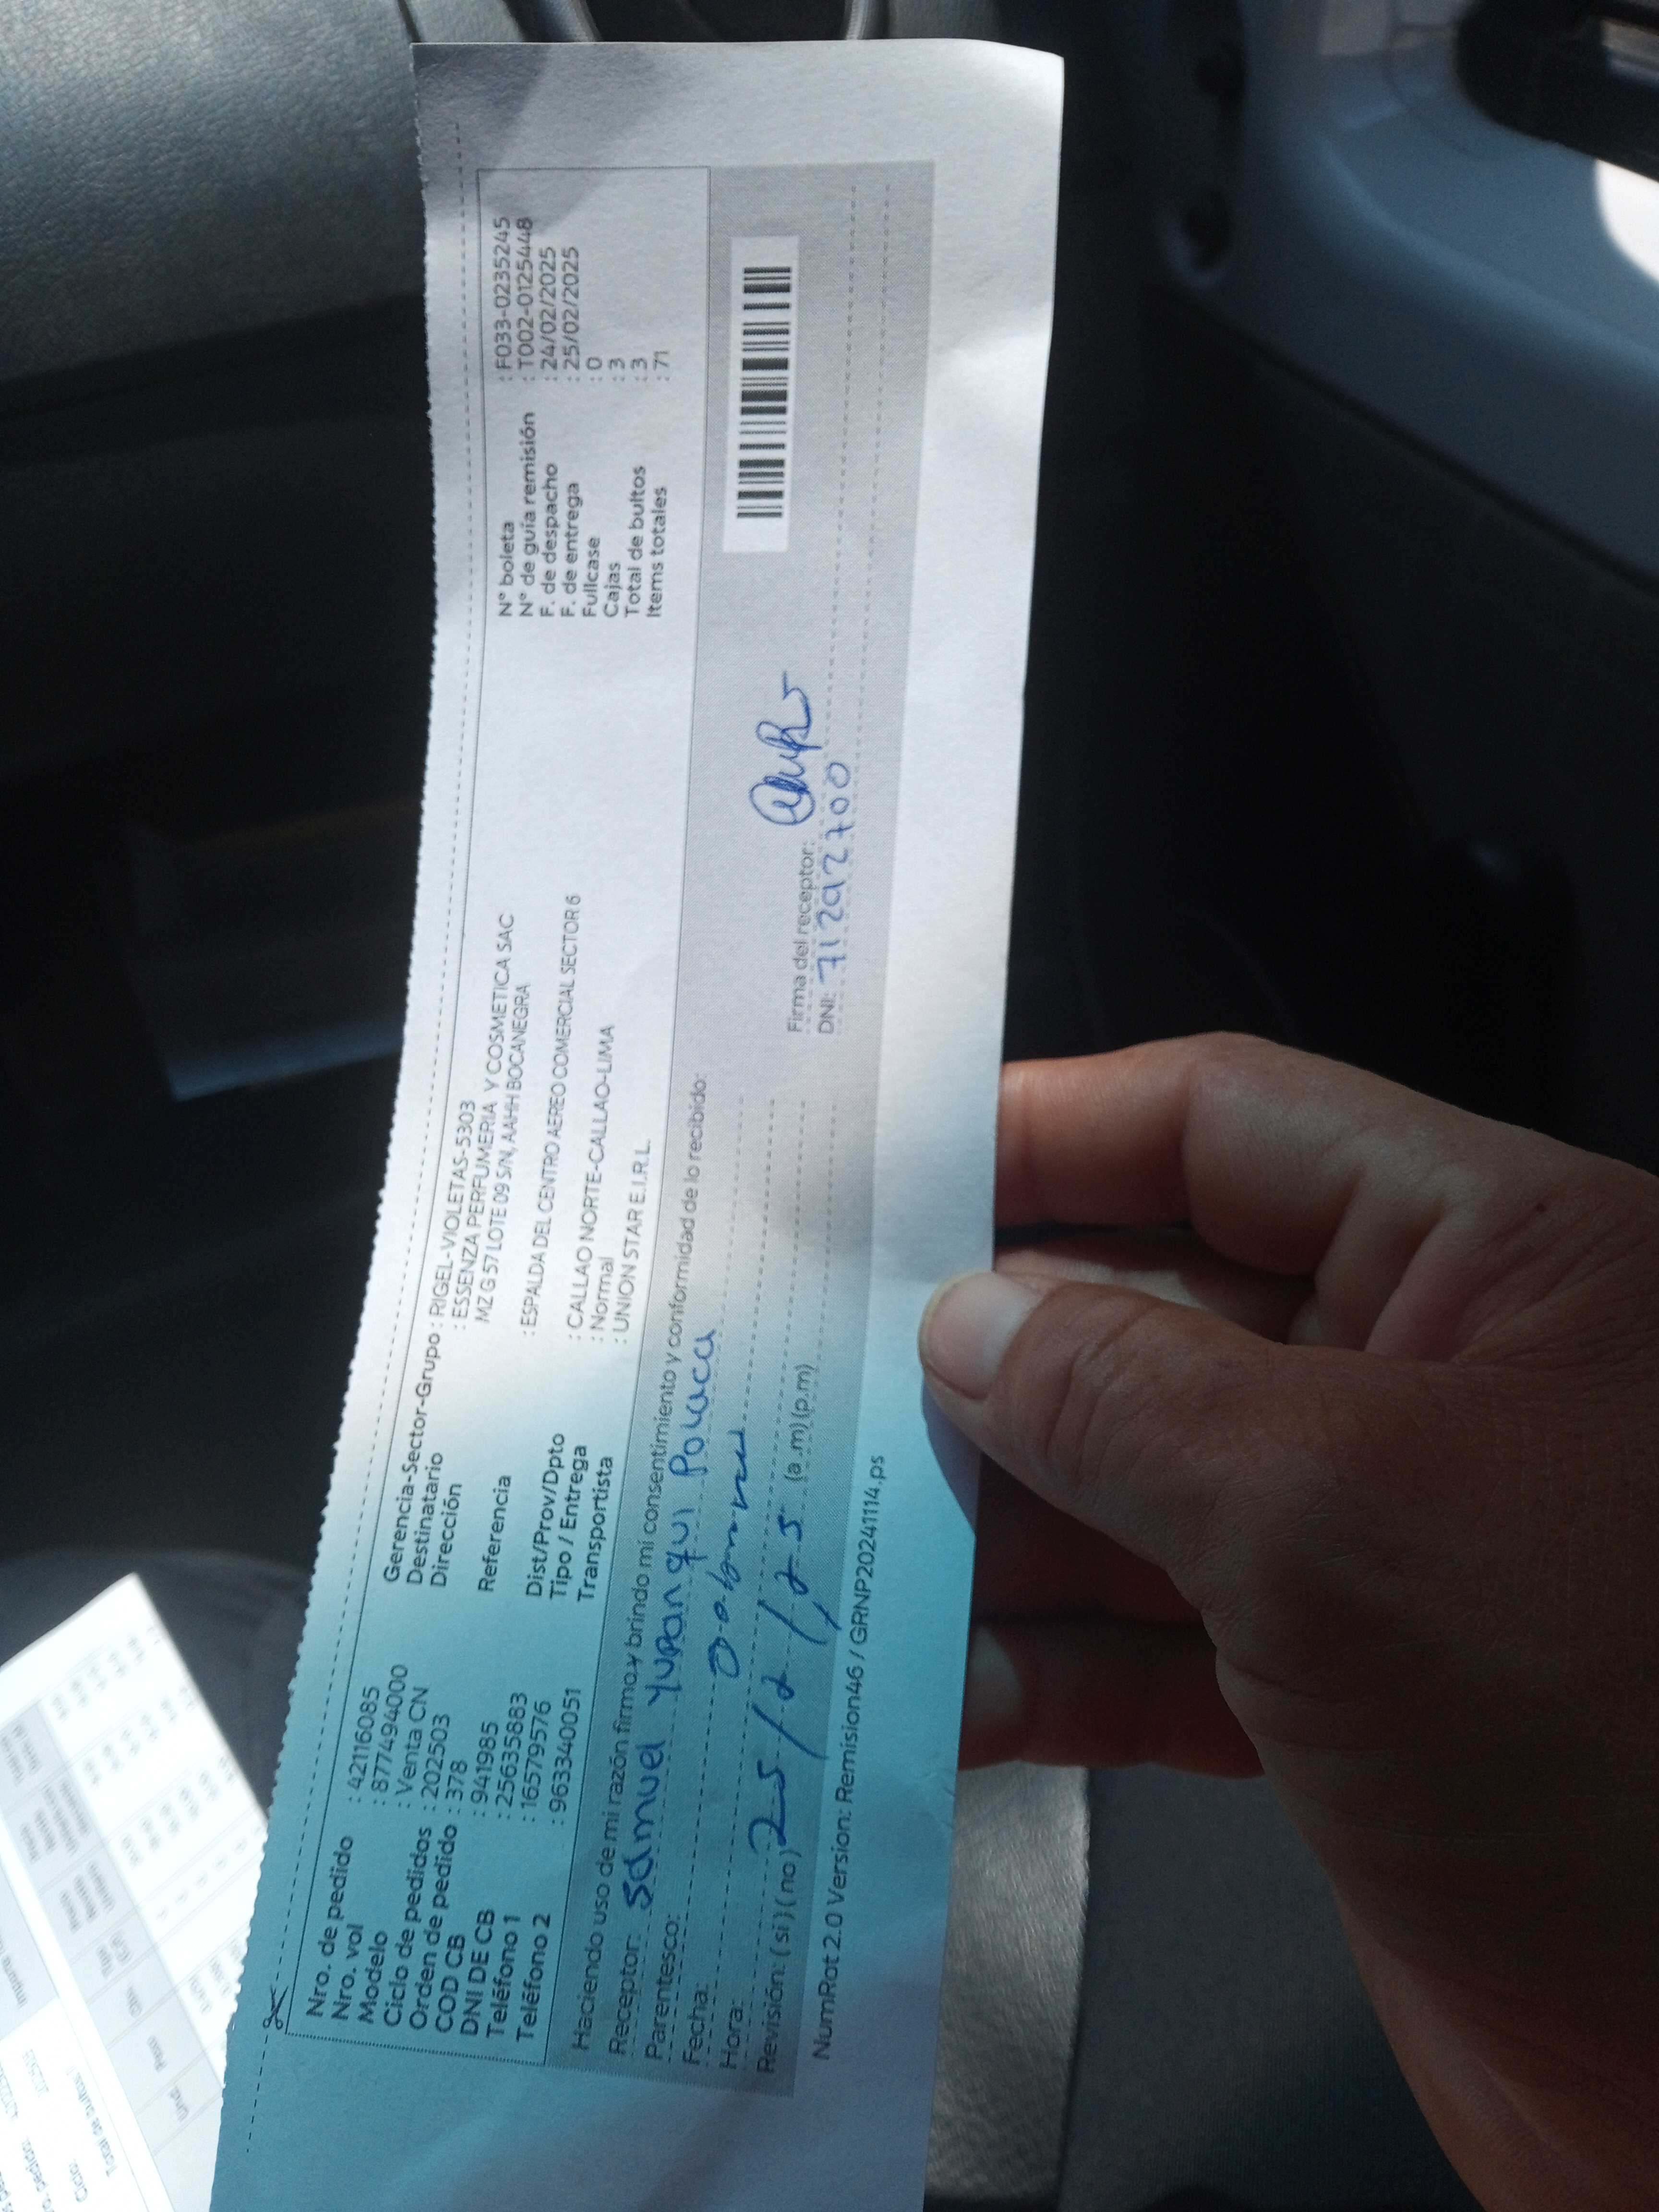 Nro. de pedido : 42116085
Nro. vol : 877494000
Modelo : Venta CN
Ciclo de pedidos : 202503
Orden de pedido : 378
COD CB : 941985
DNI DE CB : 25635883
Teléfono 1 : 16579576
Teléfono 2 : 963340051
Gerencia-Sector-Grupo : RIGEL-VIOLETAS-5303
Destinatario : ESSENZA PERFUMERIA Y COSMETICA SAC
Dirección MZ G 57 LOTE 09 S/N, AAHH BOCANEGRA
Referencia : ESPALDA DEL CENTRO AEREO COMERCIAL SECTOR 6
Dist/Prov/Dpto : CALLAO NORTE-CALLAO-LIMA
Tipo / Entrega : Normal
Transportista : UNION STAR E.I.R.L.
N° boleta : F033-0235245
N° de guía remisión : T002-0125448
F. de despacho : 24/02/2025
F. de entrega : 25/02/2025
Fullcase : 0
Cajas : 3
Total de bultos : 3
Items totales : 71
Haciendo uso de mi razón firmo y brindo mi consentimiento y conformidad de lo recibido:
Receptor: Samuel Yupanqui
Parentesco:
Fecha:
Hora: 25/2/25 (a.m) (p.m)
Revisión: (si) (no)
Firma del receptor:
DNI: 71292700
NumRot 2.0 Version: Remision46 / GRNP20241114.ps